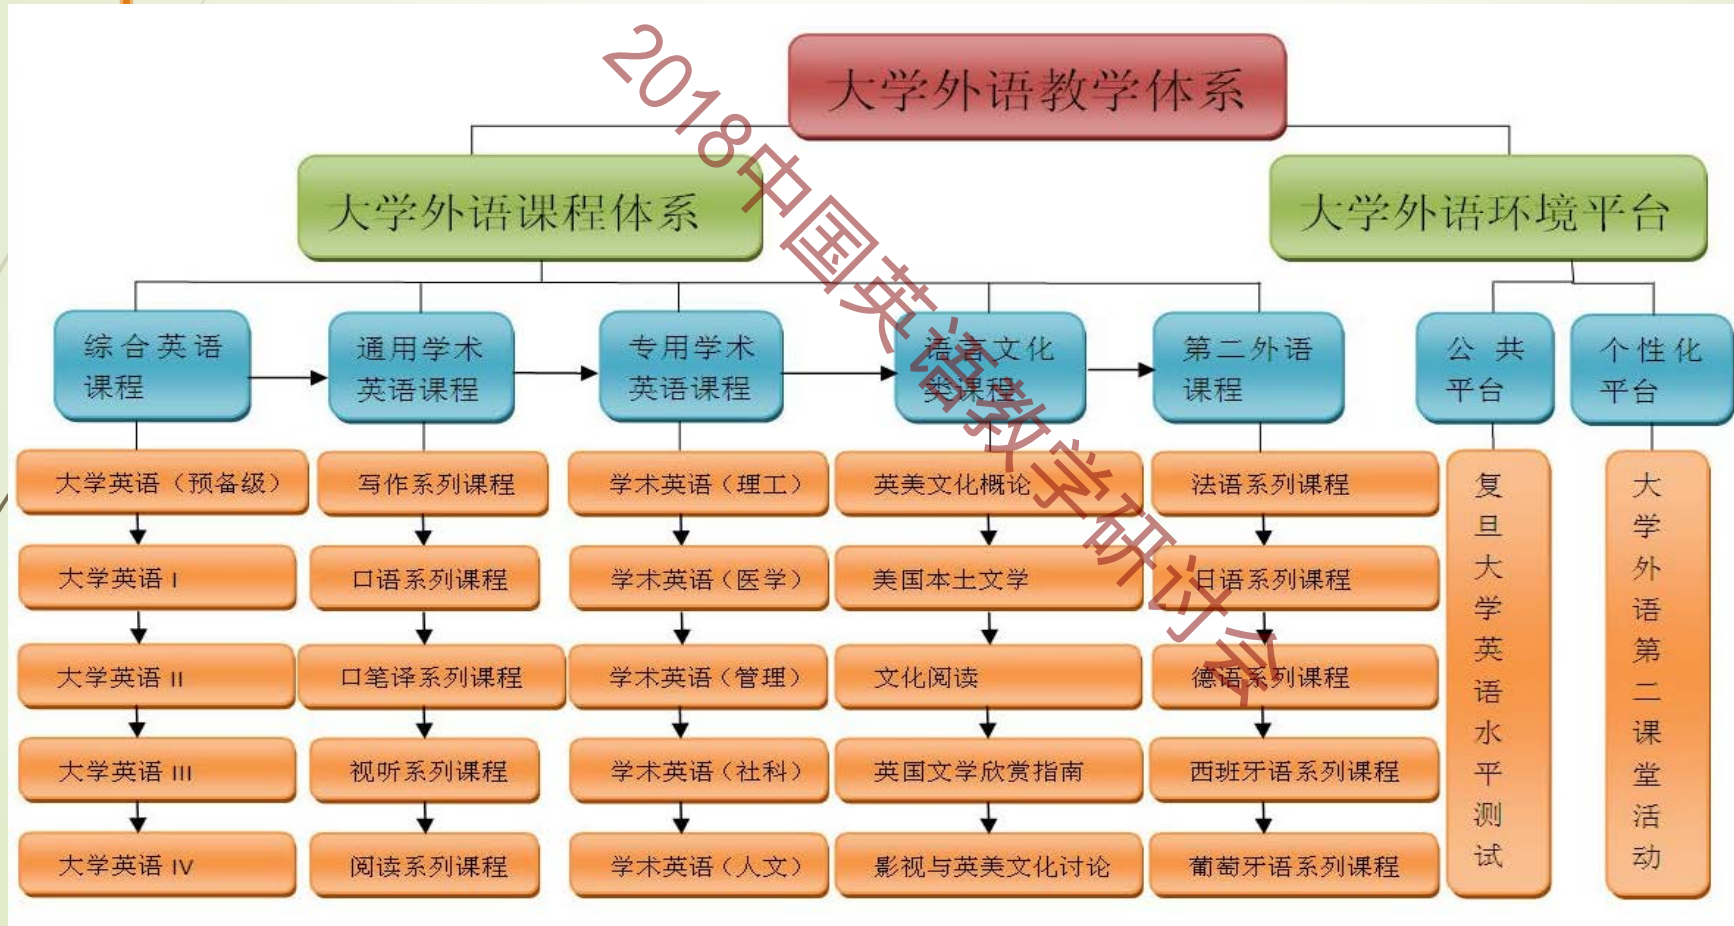 大学外语教学体系
大学外语课程体系
大学外语环境平台
综合英语
课程
通用学术
英语课程
专用学术
英语课程
语言文化
类课程
第二外语
课程
公共
平台
个性化
平台
大学英语（预备级）
大学英语 I
大学英语 II
大学英语 III
大学英语 IV
写作系列课程
口语系列课程
口笔译系列课程
视听系列课程
阅读系列课程
学术英语（理工）
学术英语（医学）
学术英语（管理）
学术英语（社科）
学术英语（人文）
英美文化概论
美国本土文学
文化阅读
英国文学欣赏指南
影视与英美文化讨论
法语系列课程
日语系列课程
德语系列课程
西班牙语系列课程
葡萄牙语系列课程
复旦大学英语水平测试
大学外语第二课堂活动
2018中国英语教学研讨会